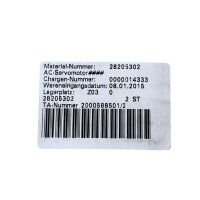 Material-Nummer: 28205302
AC-Servomotor####
Chargen-Nummer: 0000014333
Wareneingangsdatum: 08.01.2015
Lagerplatz: Z03 0
28205302 2 ST
TA-Nummer 2000588501/2